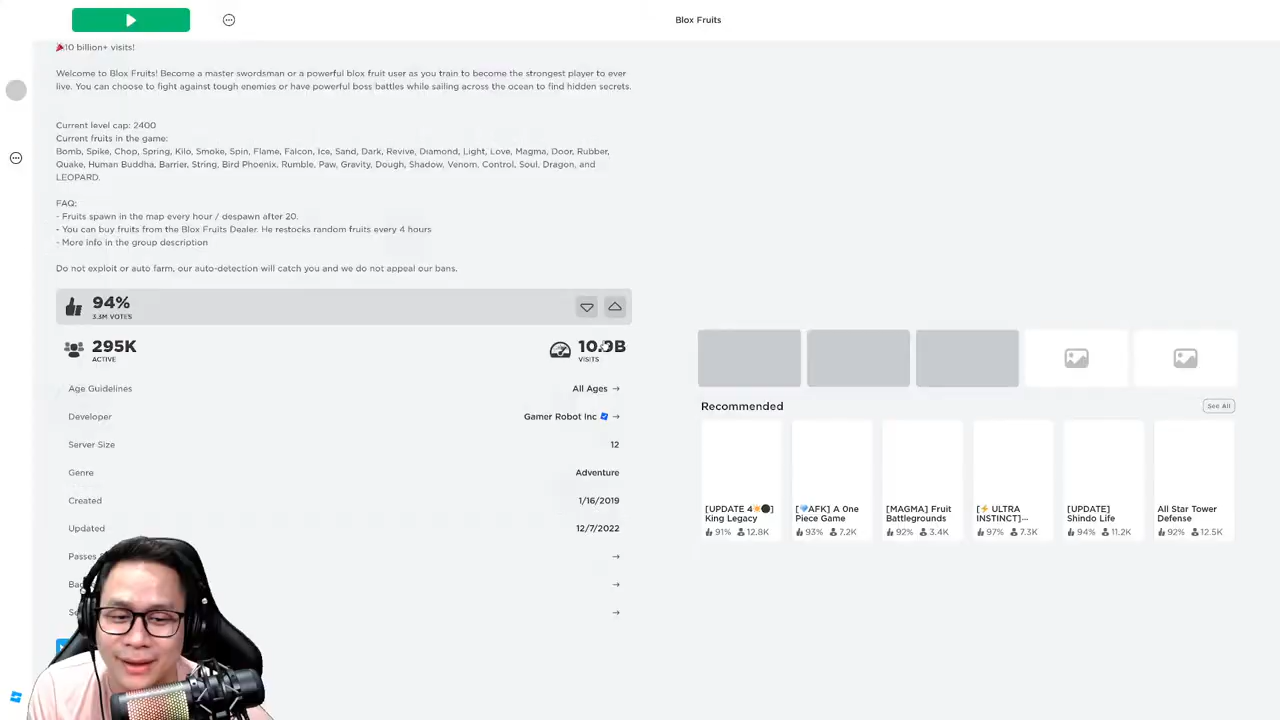 Blox Fruits
🎉10 billion+ visits!
Welcome to Blox Fruits! Become a master swordsman or a powerful blox fruit user as you train to become the strongest player to ever
live. You can choose to fight against tough enemies or have powerful boss battles while sailing across the ocean to find hidden secrets.
Current level cap: 2400
Current fruits in the game:
Bomb, Spike, Chop, Spring, Kilo, Smoke, Spin, Flame, Falcon, Ice, Sand, Dark, Revive, Diamond, Light, Love, Magma, Door, Rubber,
Quake, Human Buddha, Barrier, String, Bird Phoenix, Rumble, Paw, Gravity, Dough, Shadow, Venom, Control, Soul, Dragon, and
LEOPARD.
FAQ:
- Fruits spawn in the map every hour / despawn after 20.
- You can buy fruits from the Blox Fruits Dealer. He restocks random fruits every 4 hours
- More info in the group description
Do not exploit or auto farm, our auto-detection will catch you and we do not appeal our bans.
94%
3.3M VOTES
295K
ACTIVE
VISITS
Age Guidelines All Ages →
Developer Gamer Robot Inc →
Server Size 12
Genre Adventure
Created 1/16/2019
Updated 12/7/2022
Passes →
→
→
Recommended See All
[UPDATE 4☀️🌑]
King Legacy
91% 12.8K
[💎AFK] A 0ne
Piece Game
93% 7.2K
[MAGMA] Fruit
Battlegrounds
92% 3.4K
[⚡ ULTRA
INSTINCT]...
97% 7.3K
[UPDATE]
Shindo Life
94% 11.2K
All Star Tower
Defense
92% 12.5K